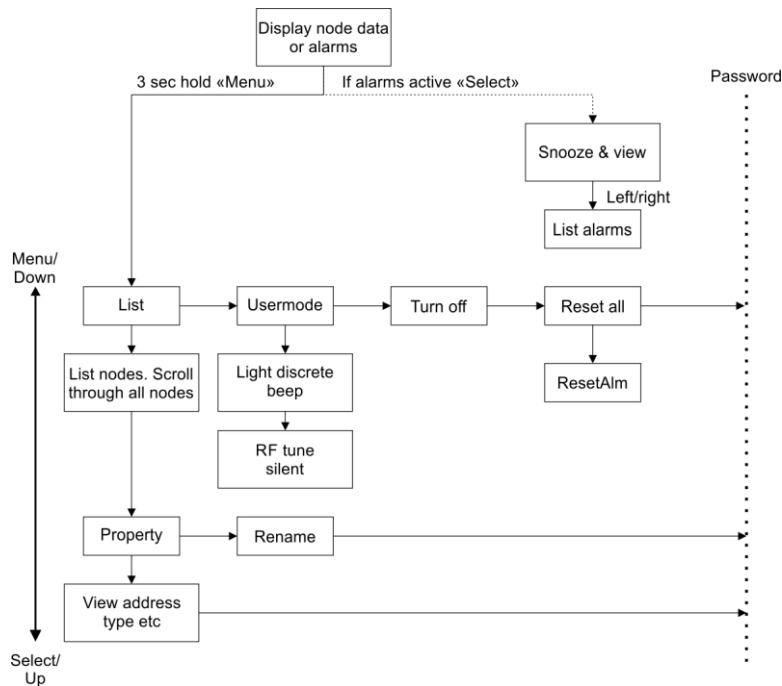 Display node data
or alarms
3 sec hold «Menu»
If alarms active «Select»
Password
Snooze & view
Left/right
List alarms
Menu/
Down
List
Usermode
Turn off
Reset all
List nodes. Scroll
through all nodes
Light discrete
beep
ResetAlm
RF tune
silent
Property
Rename
View address
type etc
Select/
Up